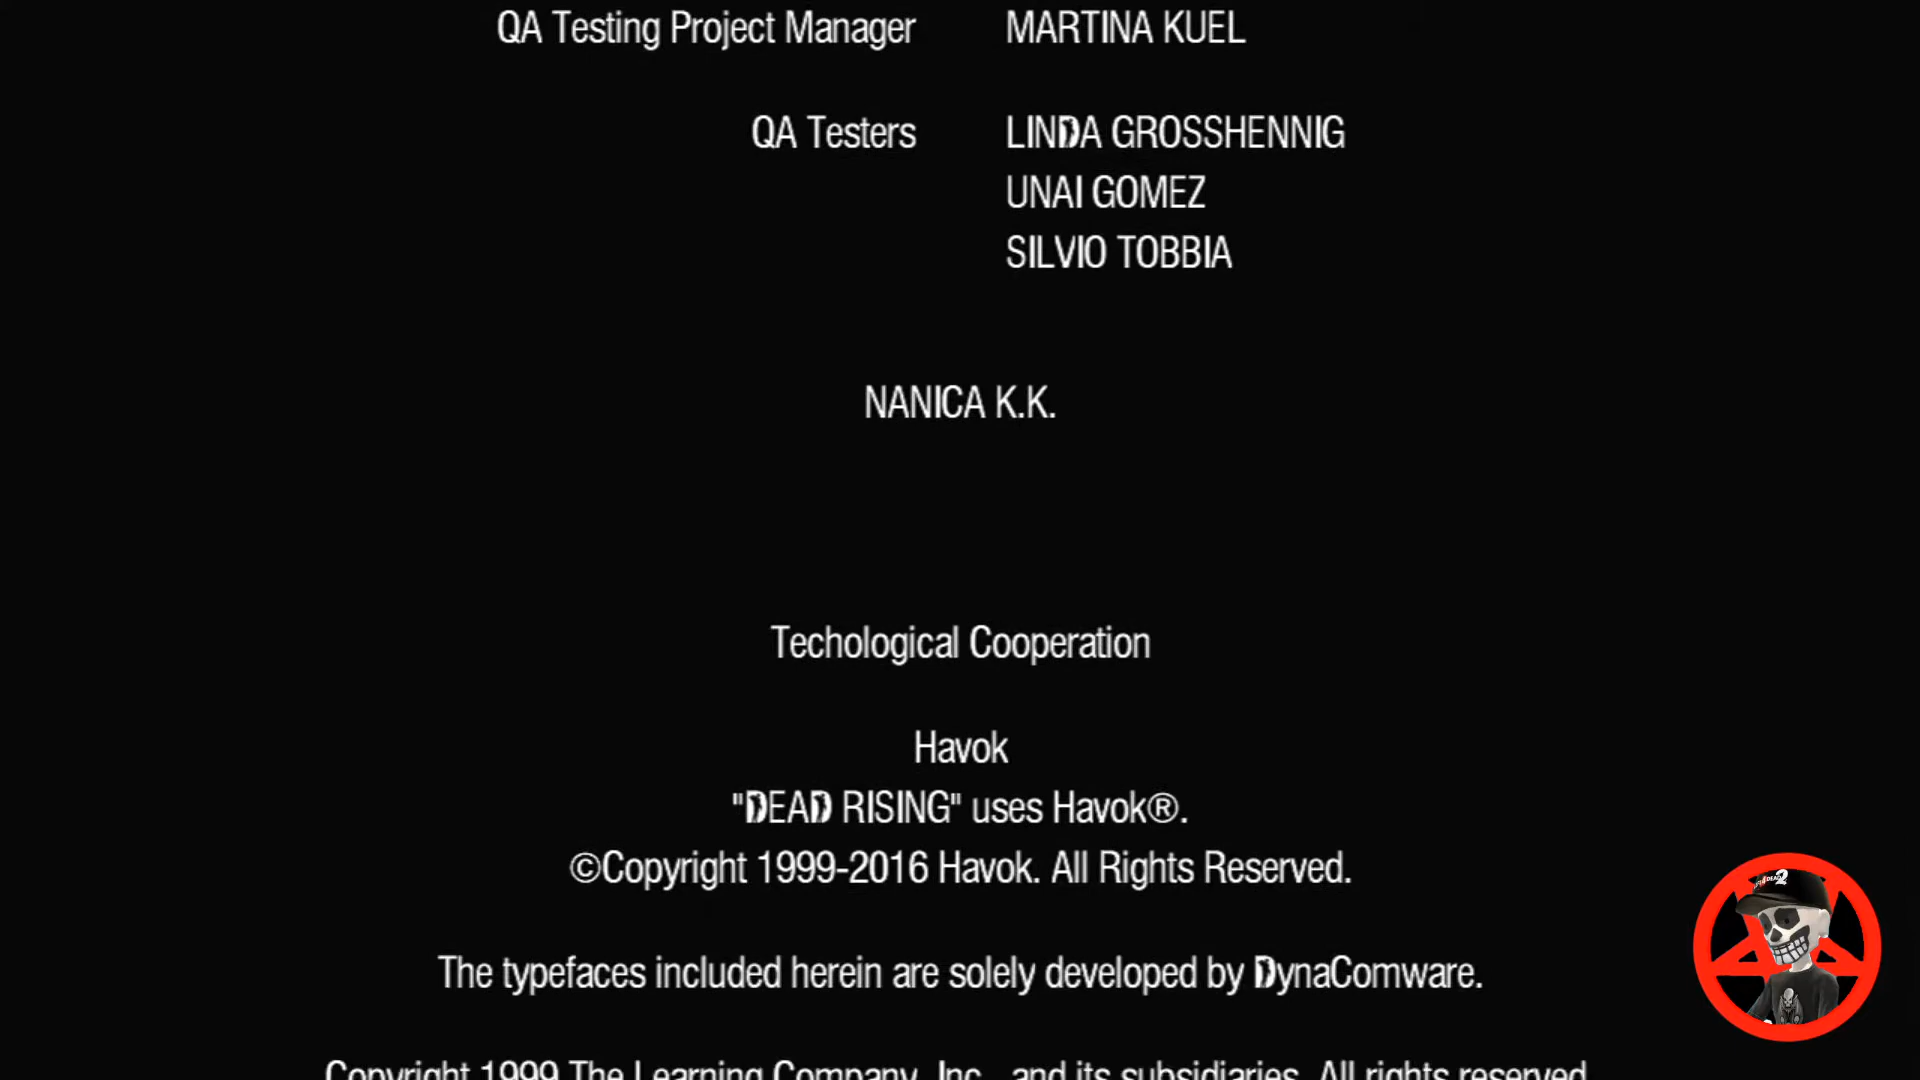 QA Testing Project Manager MARTINA KUEL
QA Testers LINDA GROSSHENNIG
UNAI GOMEZ
SILVIO TOBBIA
NANICA K.K.
Techological Cooperation
Havok
"DEAD RISING" uses Havok®.
©Copyright 1999-2016 Havok. All Rights Reserved.
The typefaces included herein are solely developed by DynaComware.
Copyright 1999 The Learning Company, Inc., and its subsidiaries. All rights reserved